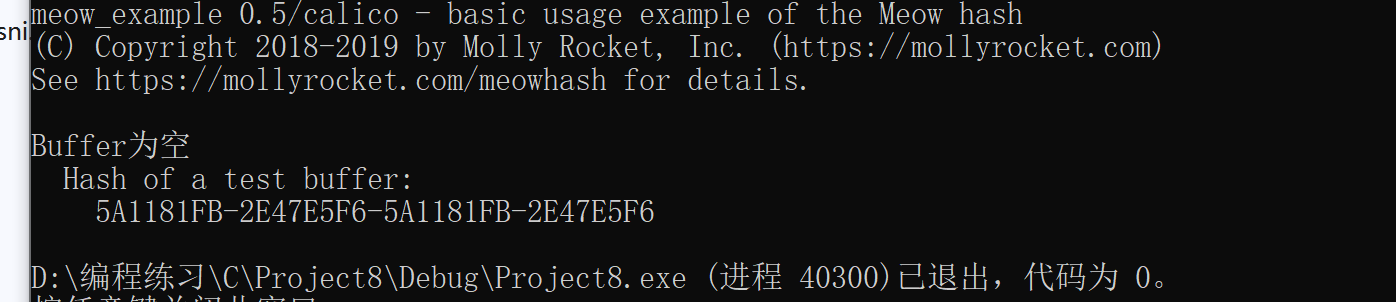 meow_example 0.5/calico - basic usage example of the Meow hash
sni
(C) Copyright 2018-2019 by Molly Rocket, Inc. (https://mollyrocket.com)
See https://mollyrocket.com/meowhash for details.
Buffer为空
Hash of a test buffer:
5A1181FB-2E47E5F6-5A1181FB-2E47E5F6
D:\编程练习\C\Project8\Debug\Project8.exe (进程 40300)已退出，代码为 0。